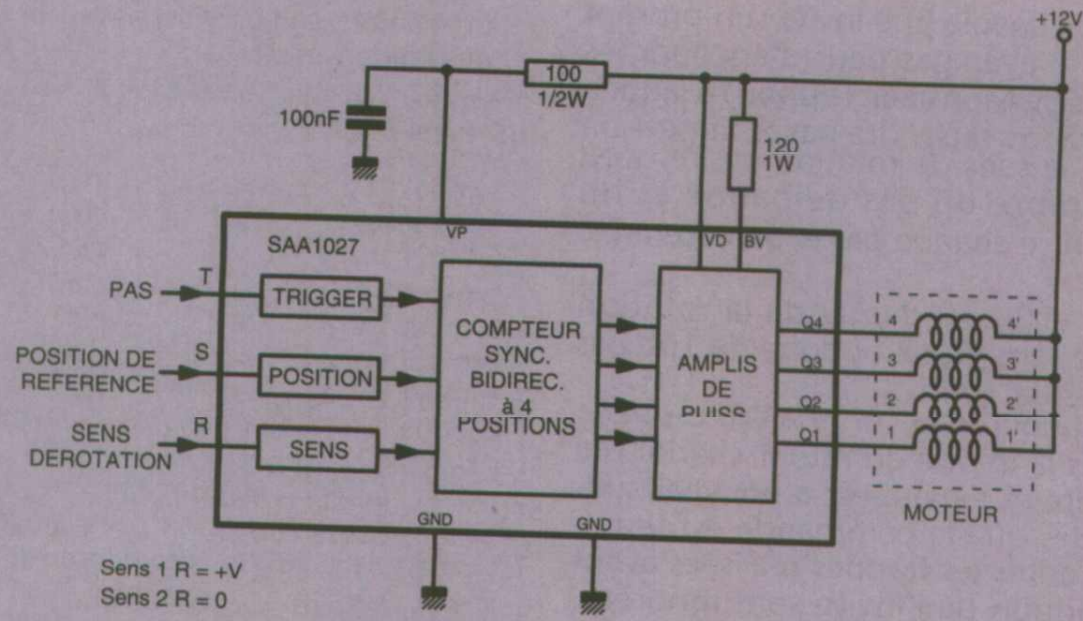 +12V
100
1/2W
100nF
120
1W
VP
VD
BV
SAA1027
PAS
T
TRIGGER
POSITION DE
REFERENCE
S
POSITION
SENS
DEROTATION
R
SENS
COMPTEUR
SYNC.
BIDIREC.
à 4
POSITIONS
AMPLIS
DE
PUISS.
Q4
Q3
Q2
Q1
4
4'
3
3'
2
2'
1
1'
MOTEUR
GND
GND
Sens 1 R = +V
Sens 2 R = 0